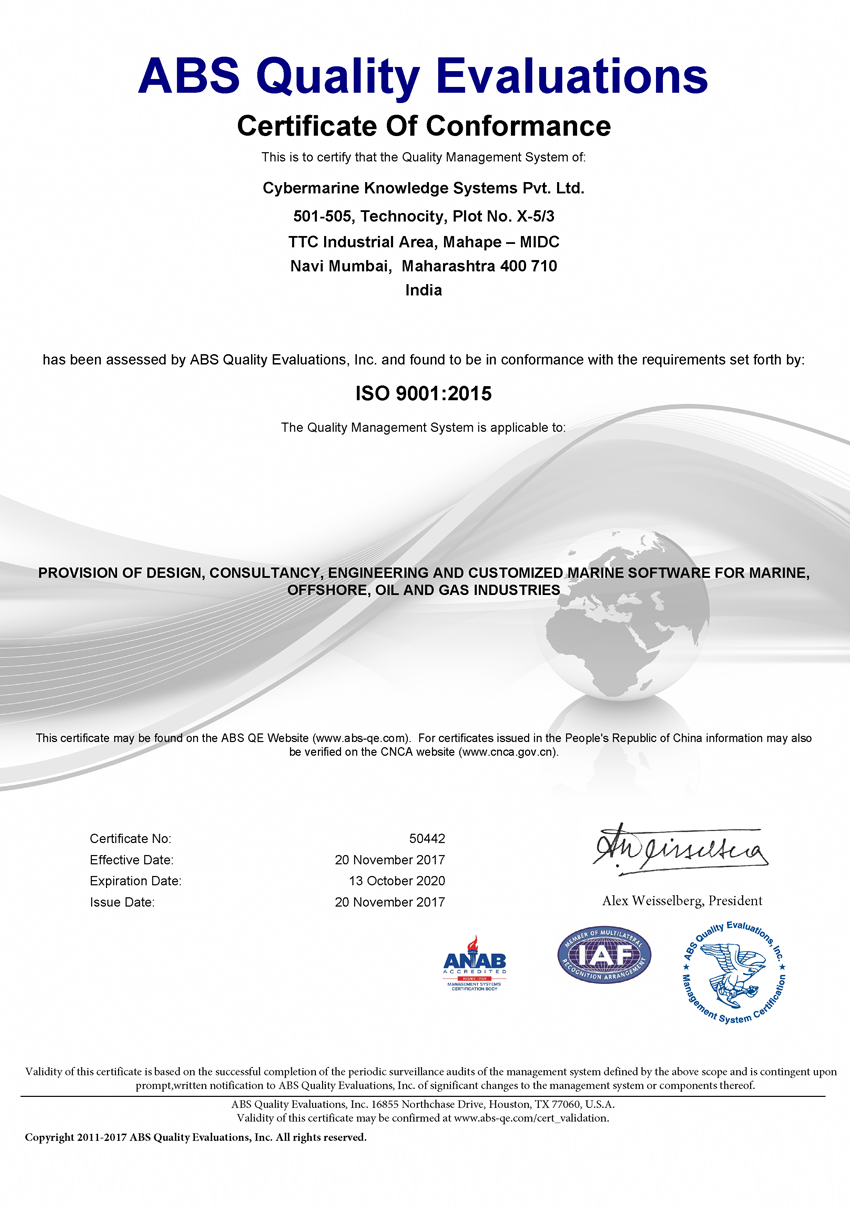 ABS Quality Evaluations
Certificate Of Conformance
This is to certify that the Quality Management System of:
Cybermarine Knowledge Systems Pvt. Ltd.
501-505, Technocity, Plot No. X-5/3
TTC Industrial Area, Mahape – MIDC
Navi Mumbai,  Maharashtra 400 710
India
has been assessed by ABS Quality Evaluations, Inc. and found to be in conformance with the requirements set forth by:
ISO 9001:2015
The Quality Management System is applicable to:
PROVISION OF DESIGN, CONSULTANCY, ENGINEERING AND CUSTOMIZED MARINE SOFTWARE FOR MARINE,
OFFSHORE, OIL AND GAS INDUSTRIES
This certificate may be found on the ABS QE Website (www.abs-qe.com).  For certificates issued in the People's Republic of China information may also
be verified on the CNCA website (www.cnca.gov.cn).
Certificate No: 50442
Effective Date: 20 November 2017
Expiration Date: 13 October 2020
Issue Date: 20 November 2017
Alex Weisselberg, President
ANAB
ACCREDITED
MANAGEMENT SYSTEMS
CERTIFICATION BODY
MEMBER OF MULTILATERAL
IAF
RECOGNITION ARRANGEMENT
ABS Quality Evaluations, Inc.
Management System Certification
Validity of this certificate is based on the successful completion of the periodic surveillance audits of the management system defined by the above scope and is contingent upon
prompt,written notification to ABS Quality Evaluations, Inc. of significant changes to the management system or components thereof.
ABS Quality Evaluations, Inc. 16855 Northchase Drive, Houston, TX 77060, U.S.A.
Validity of this certificate may be confirmed at www.abs-qe.com/cert_validation.
Copyright 2011-2017 ABS Quality Evaluations, Inc. All rights reserved.